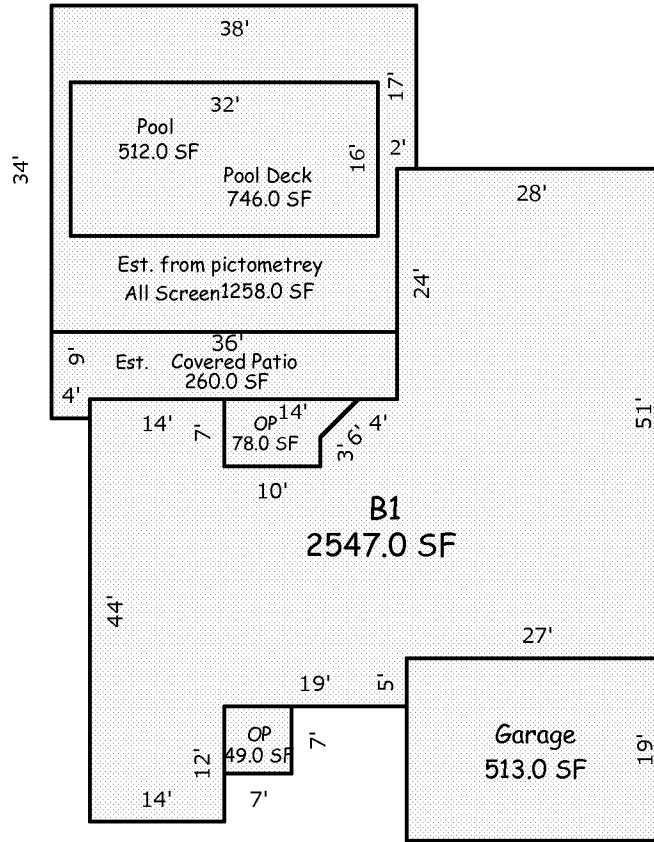 38'
17'
32'
Pool
512.0 SF
16'
2'
34'
Pool Deck
746.0 SF
28'
Est. from pictometrey
All Screen1258.0 SF
24'
36'
9'
Est. Covered Patio
260.0 SF
4'
14'
7'
14'
OP
78.0 SF
4'
3'
6'
51'
10'
B1
2547.0 SF
44'
27'
19'
5'
OP
49.0 SF
7'
12'
Garage
513.0 SF
19'
14'
7'